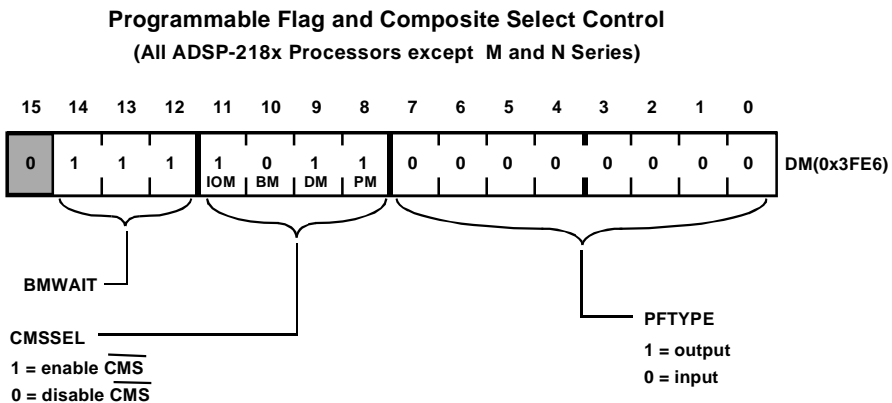 Programmable Flag and Composite Select Control
(All ADSP-218x Processors except M and N Series)
15 14 13 12 11 10 9 8 7 6 5 4 3 2 1 0
0 1 1 1 1 0 1 1 0 0 0 0 0 0 0 0 DM(0x3FE6)
IOM BM DM PM
BMWAIT
CMSSEL
1 = enable CMS
0 = disable CMS
PFTYPE
1 = output
0 = input